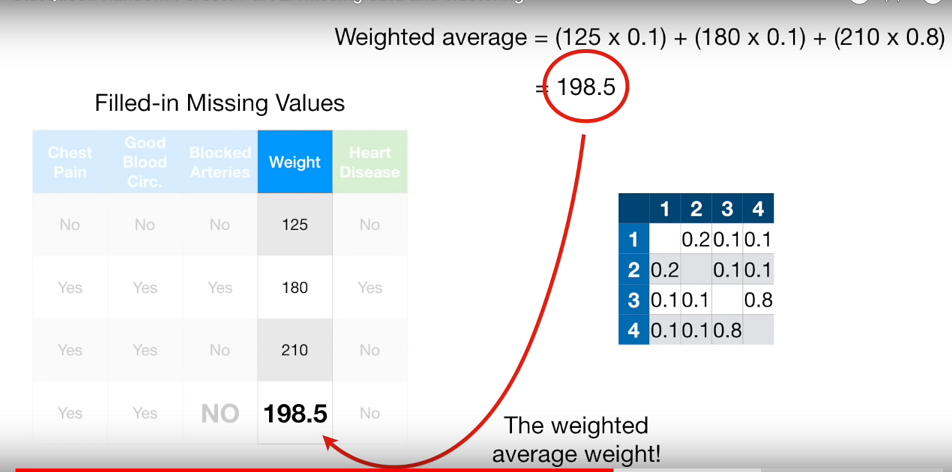 Weighted average = (125 x 0.1) + (180 x 0.1) + (210 x 0.8)
= 198.5
Filled-in Missing Values
Chest Pain Good Blood Circ. Blocked Arteries Weight Heart Disease
No No No 125 No
Yes Yes Yes 180 Yes
Yes Yes No 210 No
Yes Yes NO 198.5 No
1 2 3 4
1 0.2 0.1 0.1
2 0.2 0.1 0.1
3 0.1 0.1 0.8
4 0.1 0.1 0.8
The weighted
average weight!